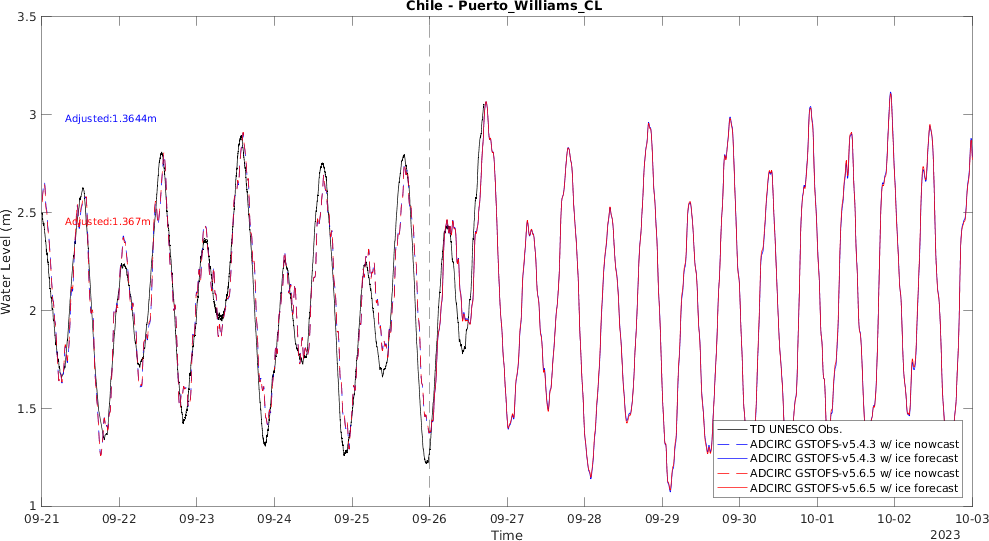 Chile - Puerto_Williams_CL
3.5
3
2.5
2
1.5
1
Water Level (m)
Adjusted:1.3644m
Adjusted:1.367m
TD UNESCO Obs.
ADCIRC GSTOFS-v5.4.3 w/ ice nowcast
ADCIRC GSTOFS-v5.4.3 w/ ice forecast
ADCIRC GSTOFS-v5.6.5 w/ ice nowcast
ADCIRC GSTOFS-v5.6.5 w/ ice forecast
09-21 09-22 09-23 09-24 09-25 09-26 09-27 09-28 09-29 09-30 10-01 10-02 10-03
Time
2023